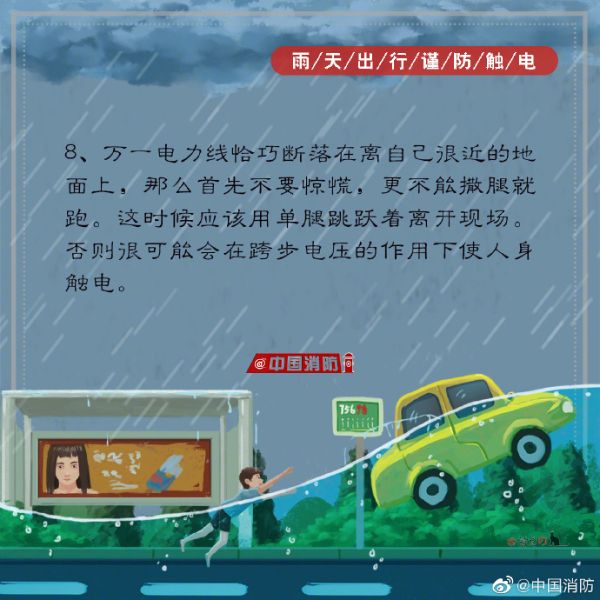 雨/天/出/行/谨/防/触/电
8、万一电力线恰巧断落在离自己很近的地
面上，那么首先不要惊慌，更不能撒腿就
跑。这时候应该用单腿跳跃着离开现场。
否则很可能会在跨步电压的作用下使人身
触电。
@中国消防
@中国消防